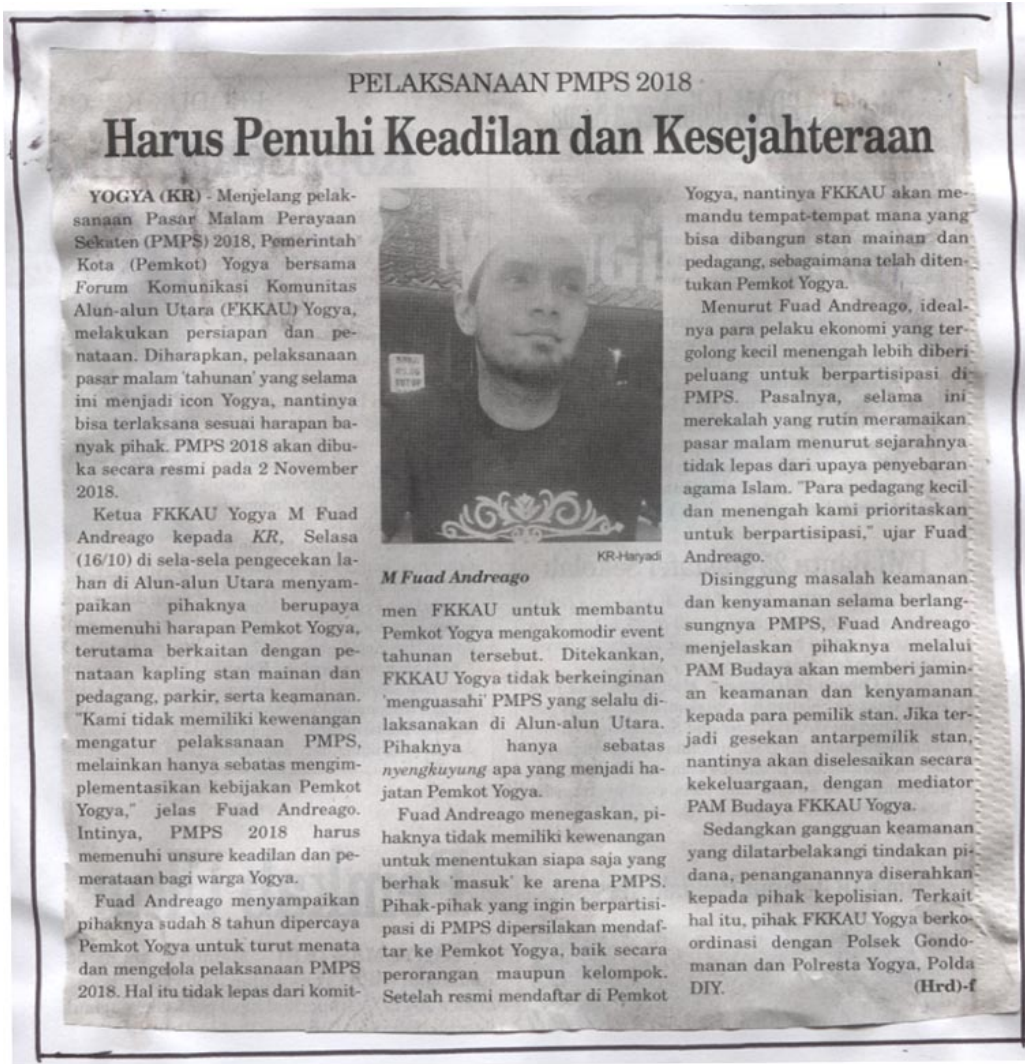 PELAKSANAAN PMPS 2018
Harus Penuhi Keadilan dan Kesejahteraan
YOGYA (KR) - Menjelang pelak-
sanaan Pasar Malam Perayaan
Sekaten (PMPS) 2018, Pemerintah
Kota (Pemkot) Yogya bersama
Forum Komunikasi Komunitas
Alun-alun Utara (FKKAU) Yogya,
melakukan persiapan dan pe-
nataan. Diharapkan, pelaksanaan
pasar malam 'tahunan' yang selama
ini menjadi icon Yogya, nantinya
bisa terlaksana sesuai harapan ba-
nyak pihak. PMPS 2018 akan dibu-
ka secara resmi pada 2 November
2018.
Ketua FKKAU Yogya M Fuad
Andreago kepada KR, Selasa
(16/10) di sela-sela pengecekan la-
han di Alun-alun Utara menyam-
paikan pihaknya berupaya
memenuhi harapan Pemkot Yogya,
terutama berkaitan dengan pe-
nataan kapling stan mainan dan
pedagang, parkir, serta keamanan.
"Kami tidak memiliki kewenangan
mengatur pelaksanaan PMPS,
melainkan hanya sebatas mengim-
plementasikan kebijakan Pemkot
Yogya," jelas Fuad Andreago.
Intinya, PMPS 2018 harus
memenuhi unsure keadilan dan pe-
merataan bagi warga Yogya.
Fuad Andreago menyampaikan
pihaknya sudah 8 tahun dipercaya
Pemkot Yogya untuk turut menata
dan mengelola pelaksanaan PMPS
2018. Hal itu tidak lepas dari komit-
KR-Haryadi
M Fuad Andreago
men FKKAU untuk membantu
Pemkot Yogya mengakomodir event
tahunan tersebut. Ditekankan,
FKKAU Yogya tidak berkeinginan
'menguasahi' PMPS yang selalu di-
laksanakan di Alun-alun Utara.
Pihaknya hanya sebatas
nyengkuyung apa yang menjadi ha-
jatan Pemkot Yogya.
Fuad Andreago menegaskan, pi-
haknya tidak memiliki kewenangan
untuk menentukan siapa saja yang
berhak 'masuk' ke arena PMPS.
Pihak-pihak yang ingin berpartisi-
pasi di PMPS dipersilakan mendaf-
tar ke Pemkot Yogya, baik secara
perorangan maupun kelompok.
Setelah resmi mendaftar di Pemkot
Yogya, nantinya FKKAU akan me-
mandu tempat-tempat mana yang
bisa dibangun stan mainan dan
pedagang, sebagaimana telah diten-
tukan Pemkot Yogya.
Menurut Fuad Andreago, ideal-
nya para pelaku ekonomi yang ter-
golong kecil menengah lebih diberi
peluang untuk berpartisipasi di
PMPS. Pasalnya, selama ini
merekalah yang rutin meramaikan
pasar malam menurut sejarahnya
tidak lepas dari upaya penyebaran
agama Islam. "Para pedagang kecil
dan menengah kami prioritaskan
untuk berpartisipasi," ujar Fuad
Andreago.
Disinggung masalah keamanan
dan kenyamanan selama berlang-
sungnya PMPS, Fuad Andreago
menjelaskan pihaknya melalui
PAM Budaya akan memberi jamin-
an keamanan dan kenyamanan
kepada para pemilik stan. Jika ter-
jadi gesekan antarpemilik stan,
nantinya akan diselesaikan secara
kekeluargaan, dengan mediator
PAM Budaya FKKAU Yogya.
Sedangkan gangguan keamanan
yang dilatarbelakangi tindakan pi-
dana, penanganannya diserahkan
kepada pihak kepolisian. Terkait
hal itu, pihak FKKAU Yogya berko-
ordinasi dengan Polsek Gondo-
manan dan Polresta Yogya, Polda
DIY. (Hrd)-f